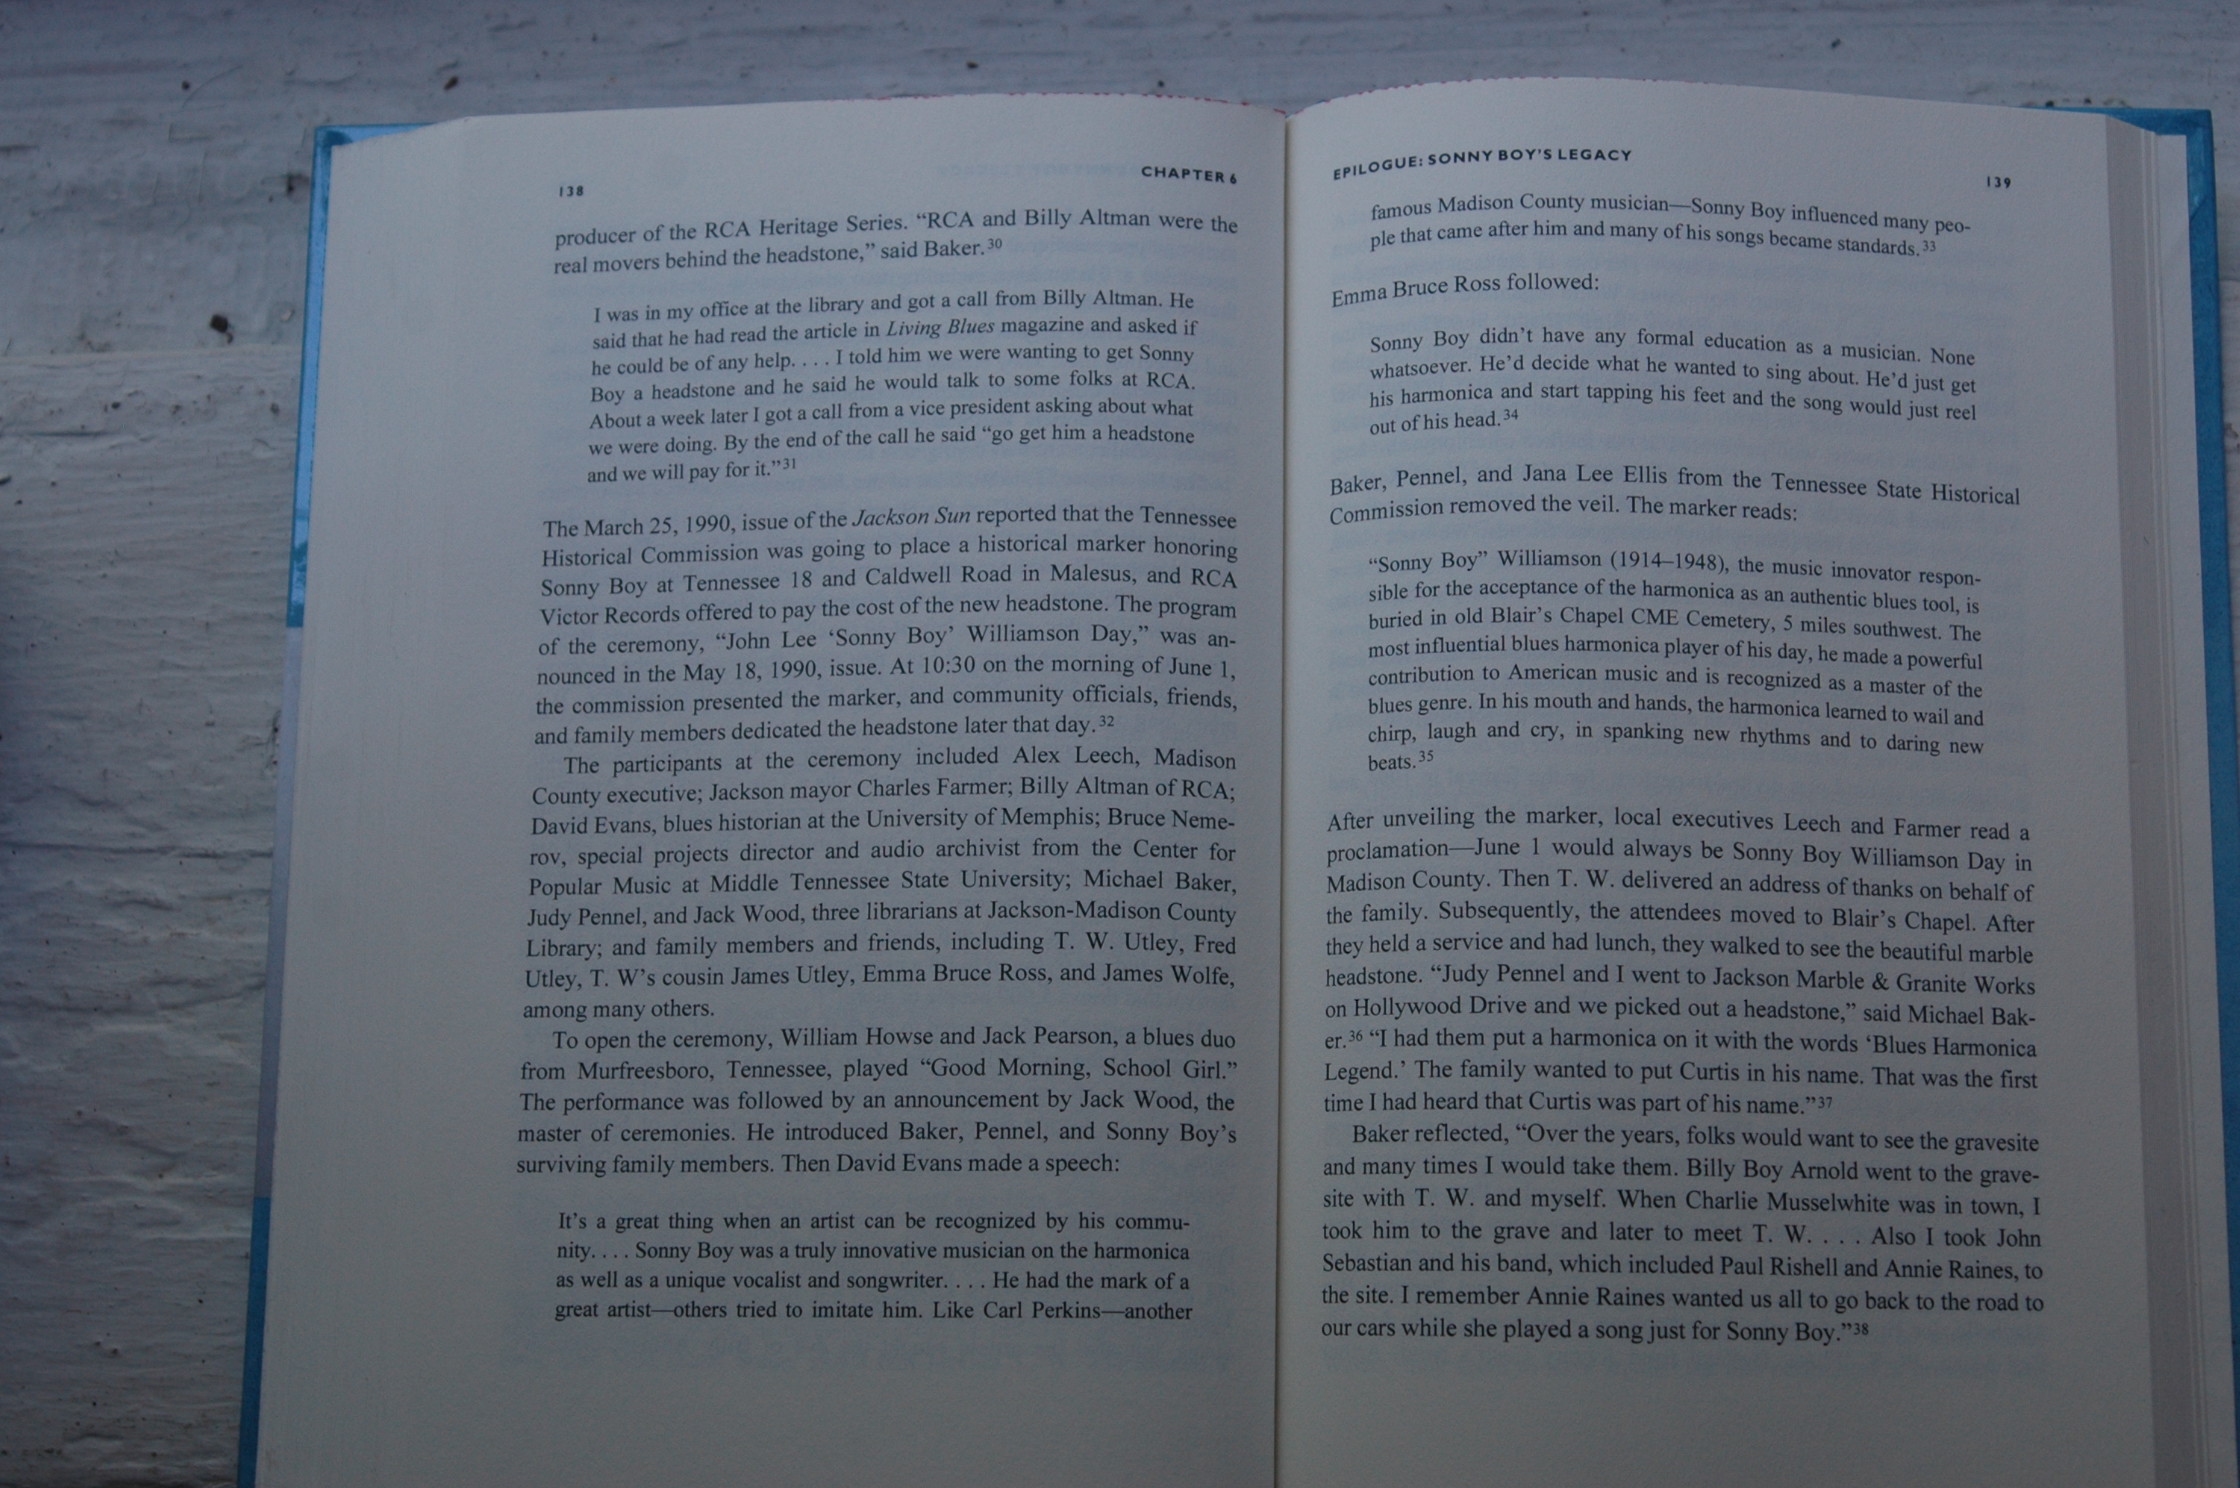 138
CHAPTER 6
producer of the RCA Heritage Series. “RCA and Billy Altman were the
real movers behind the headstone,” said Baker.30
I was in my office at the library and got a call from Billy Altman. He
said that he had read the article in Living Blues magazine and asked if
he could be of any help. . . . I told him we were wanting to get Sonny
Boy a headstone and he said he would talk to some folks at RCA.
About a week later I got a call from a vice president asking about what
we were doing. By the end of the call he said “go get him a headstone
and we will pay for it.”31
The March 25, 1990, issue of the Jackson Sun reported that the Tennessee
Historical Commission was going to place a historical marker honoring
Sonny Boy at Tennessee 18 and Caldwell Road in Malesus, and RCA
Victor Records offered to pay the cost of the new headstone. The program
of the ceremony, “John Lee ‘Sonny Boy’ Williamson Day,” was an-
nounced in the May 18, 1990, issue. At 10:30 on the morning of June 1,
the commission presented the marker, and community officials, friends,
and family members dedicated the headstone later that day.32
The participants at the ceremony included Alex Leech, Madison
County executive; Jackson mayor Charles Farmer; Billy Altman of RCA;
David Evans, blues historian at the University of Memphis; Bruce Neme-
rov, special projects director and audio archivist from the Center for
Popular Music at Middle Tennessee State University; Michael Baker,
Judy Pennel, and Jack Wood, three librarians at Jackson-Madison County
Library; and family members and friends, including T. W. Utley, Fred
Utley, T. W’s cousin James Utley, Emma Bruce Ross, and James Wolfe,
among many others.
To open the ceremony, William Howse and Jack Pearson, a blues duo
from Murfreesboro, Tennessee, played “Good Morning, School Girl.”
The performance was followed by an announcement by Jack Wood, the
master of ceremonies. He introduced Baker, Pennel, and Sonny Boy’s
surviving family members. Then David Evans made a speech:
It’s a great thing when an artist can be recognized by his commu-
nity. . . . Sonny Boy was a truly innovative musician on the harmonica
as well as a unique vocalist and songwriter. . . . He had the mark of a
great artist—others tried to imitate him. Like Carl Perkins—another
EPILOGUE: SONNY BOY’S LEGACY
139
famous Madison County musician—Sonny Boy influenced many peo-
ple that came after him and many of his songs became standards.33
Emma Bruce Ross followed:
Sonny Boy didn’t have any formal education as a musician. None
whatsoever. He’d decide what he wanted to sing about. He’d just get
his harmonica and start tapping his feet and the song would just reel
out of his head.34
Baker, Pennel, and Jana Lee Ellis from the Tennessee State Historical
Commission removed the veil. The marker reads:
“Sonny Boy” Williamson (1914–1948), the music innovator respon-
sible for the acceptance of the harmonica as an authentic blues tool, is
buried in old Blair’s Chapel CME Cemetery, 5 miles southwest. The
most influential blues harmonica player of his day, he made a powerful
contribution to American music and is recognized as a master of the
blues genre. In his mouth and hands, the harmonica learned to wail and
chirp, laugh and cry, in spanking new rhythms and to daring new
beats.35
After unveiling the marker, local executives Leech and Farmer read a
proclamation—June 1 would always be Sonny Boy Williamson Day in
Madison County. Then T. W. delivered an address of thanks on behalf of
the family. Subsequently, the attendees moved to Blair’s Chapel. After
they held a service and had lunch, they walked to see the beautiful marble
headstone. “Judy Pennel and I went to Jackson Marble & Granite Works
on Hollywood Drive and we picked out a headstone,” said Michael Bak-
er.36 “I had them put a harmonica on it with the words ‘Blues Harmonica
Legend.’ The family wanted to put Curtis in his name. That was the first
time I had heard that Curtis was part of his name.”37
Baker reflected, “Over the years, folks would want to see the gravesite
and many times I would take them. Billy Boy Arnold went to the grave-
site with T. W. and myself. When Charlie Musselwhite was in town, I
took him to the grave and later to meet T. W. . . . Also I took John
Sebastian and his band, which included Paul Rishell and Annie Raines, to
the site. I remember Annie Raines wanted us all to go back to the road to
our cars while she played a song just for Sonny Boy.”38